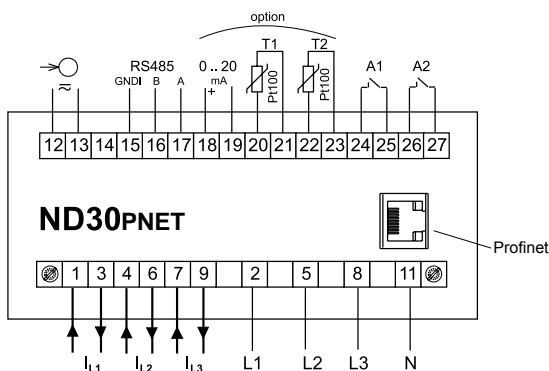 option
RS485 0 .. 20 T1 T2 A1 A2
GNDI B A mA
+ Pt100 Pt100
12 13 14 15 16 17 18 19 20 21 22 23 24 25 26 27
ND30PNET
Profinet
1 3 4 6 7 9 2 5 8 11
IL1 IL2 IL3 L1 L2 L3 N